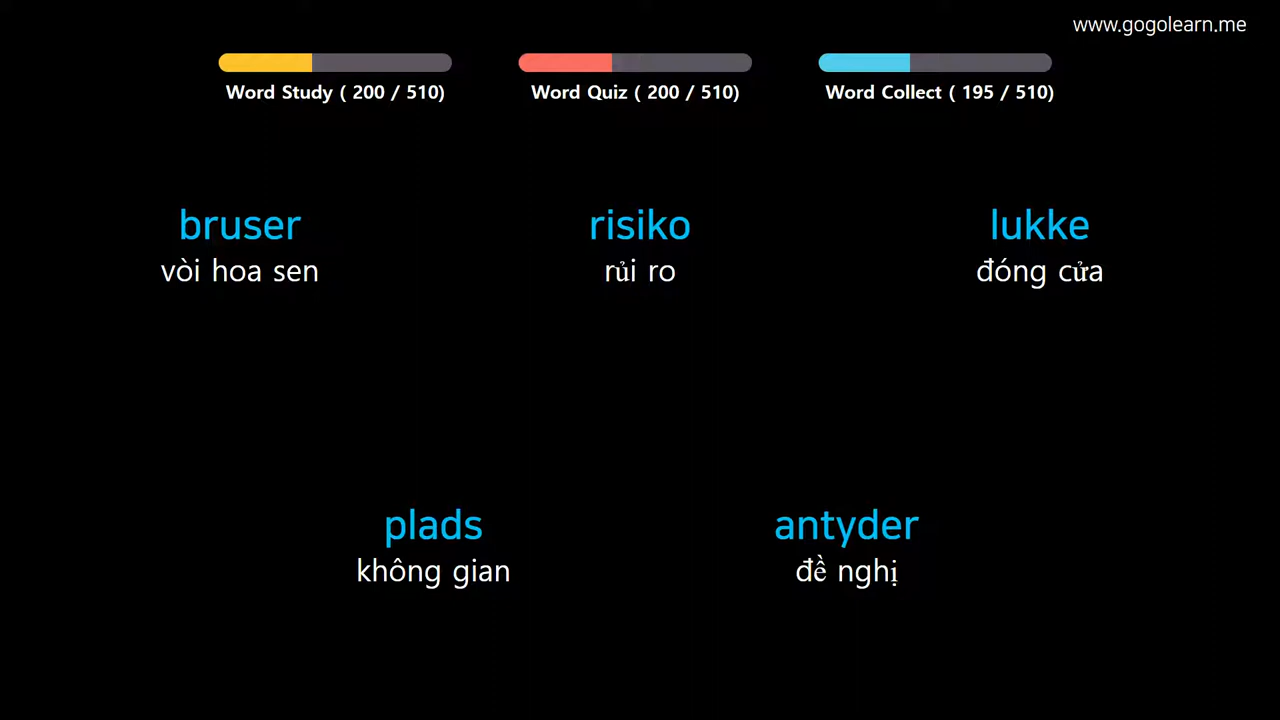 www.gogolearn.me
Word Study ( 200 / 510)
Word Quiz ( 200 / 510)
Word Collect ( 195 / 510)
bruser
vòi hoa sen
risiko
rủi ro
lukke
đóng cửa
plads
không gian
antyder
đề nghị